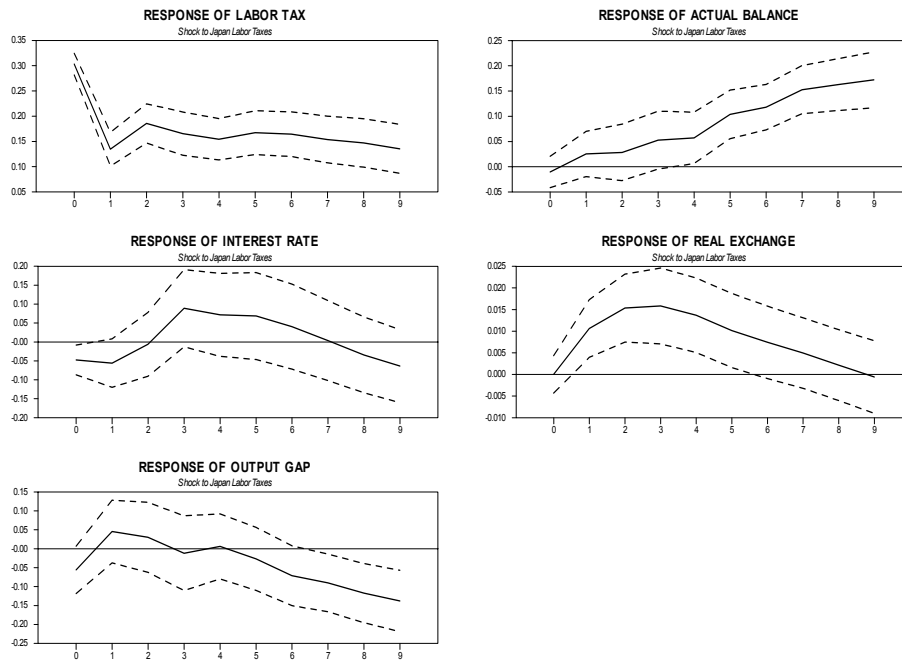 RESPONSE OF LABOR TAX
Shock to Japan Labor Taxes
0.35
0.30
0.25
0.20
0.15
0.10
0.05
0 1 2 3 4 5 6 7 8 9
RESPONSE OF ACTUAL BALANCE
Shock to Japan Labor Taxes
0.25
0.20
0.15
0.10
0.05
0.00
-0.05
0 1 2 3 4 5 6 7 8 9
RESPONSE OF INTEREST RATE
Shock to Japan Labor Taxes
0.20
0.15
0.10
0.05
-0.00
-0.05
-0.10
-0.15
-0.20
0 1 2 3 4 5 6 7 8 9
RESPONSE OF REAL EXCHANGE
Shock to Japan Labor Taxes
0.025
0.020
0.015
0.010
0.005
0.000
-0.005
-0.010
0 1 2 3 4 5 6 7 8 9
RESPONSE OF OUTPUT GAP
Shock to Japan Labor Taxes
0.15
0.10
0.05
-0.00
-0.05
-0.10
-0.15
-0.20
-0.25
0 1 2 3 4 5 6 7 8 9